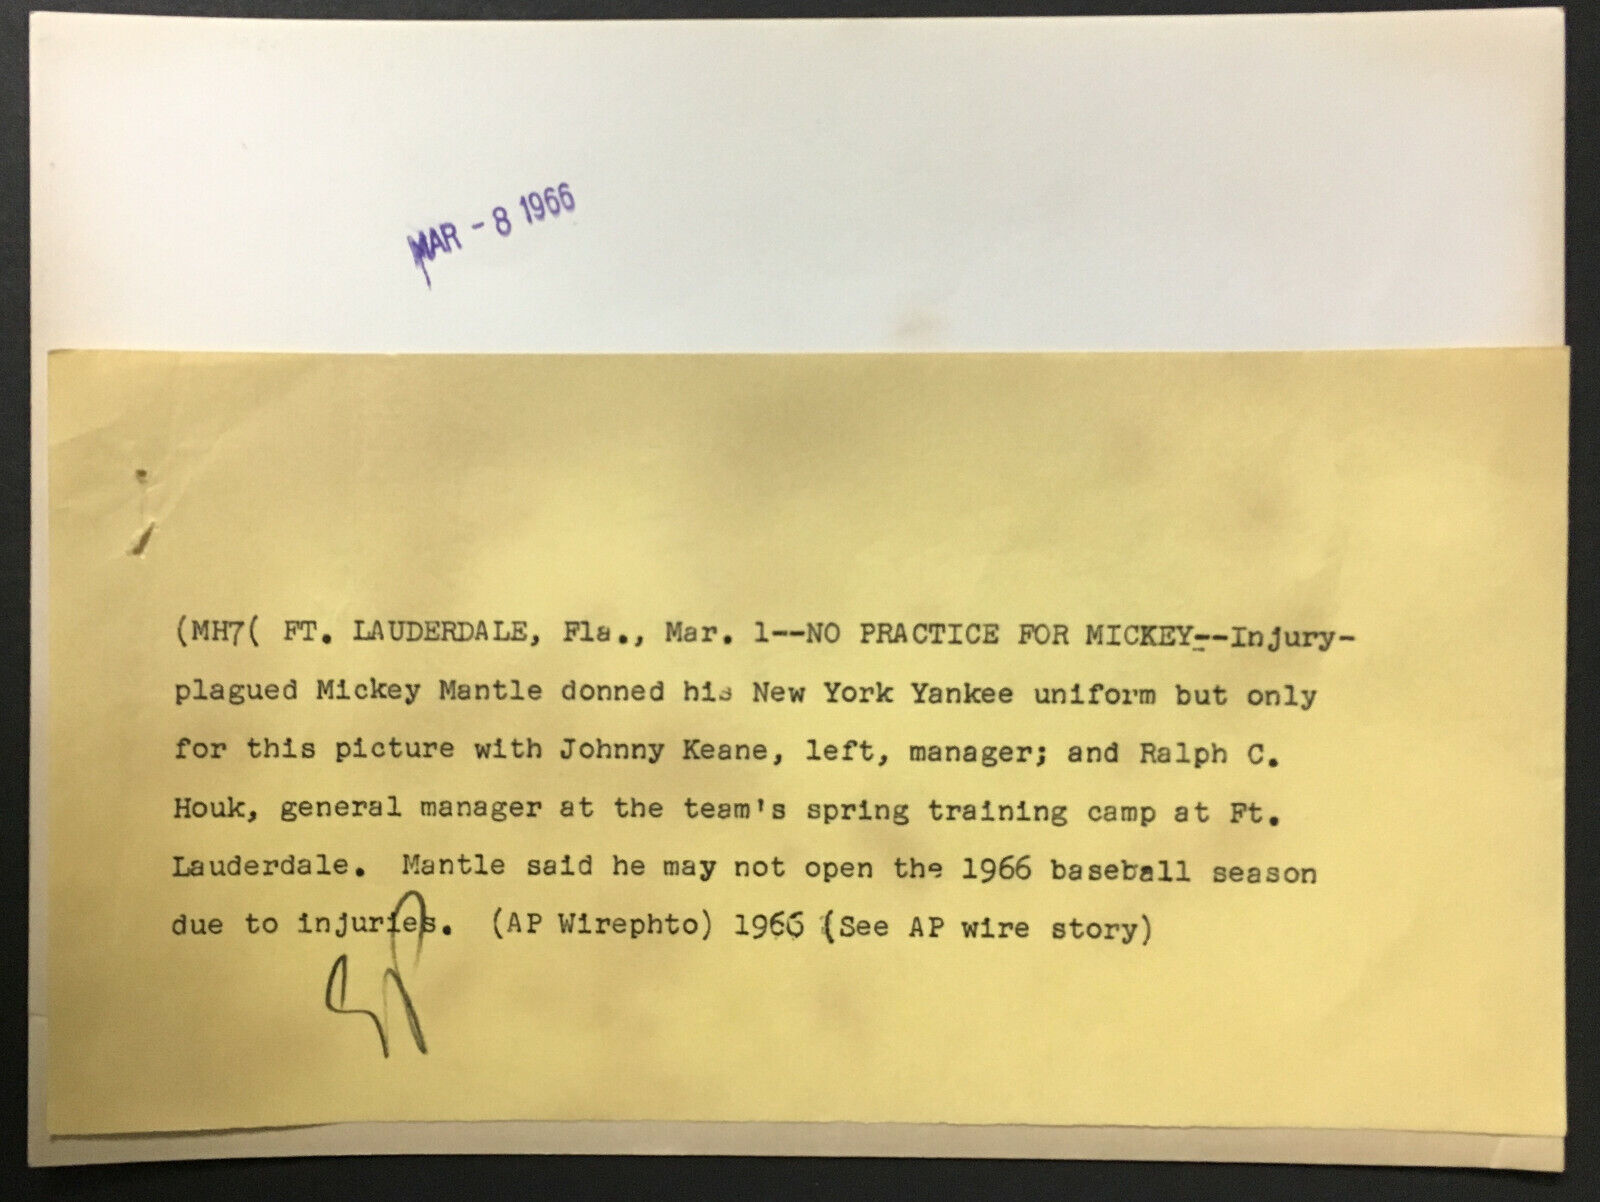 MAR - 8 1966
(MH7( FT. LAUDERDALE, Fla., Mar. 1--NO PRACTICE FOR MICKEY--Injury-
plagued Mickey Mantle donned his New York Yankee uniform but only
for this picture with Johnny Keane, left, manager; and Ralph C.
Houk, general manager at the team's spring training camp at Ft.
Lauderdale. Mantle said he may not open the 1966 baseball season
due to injuries. (AP Wirephto) 1966 (See AP wire story)